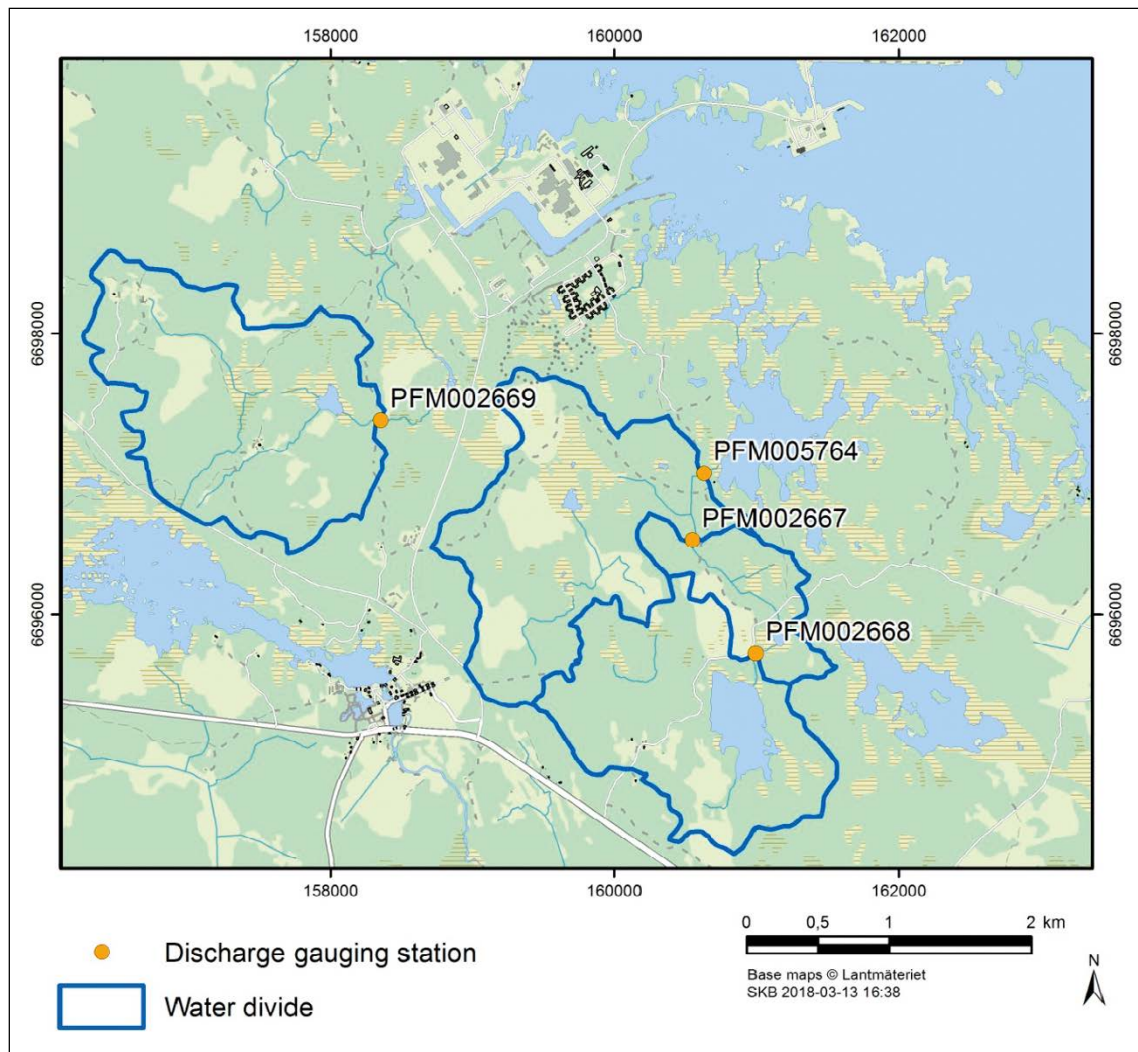 158000 160000 162000
6698000 6698000
PFM002669
PFM005764
PFM002667
6696000 6696000
PFM002668
158000 160000 162000
Discharge gauging station
Water divide
0 0,5 1 2 km
Base maps © Lantmäteriet
SKB 2018-03-13 16:38
N